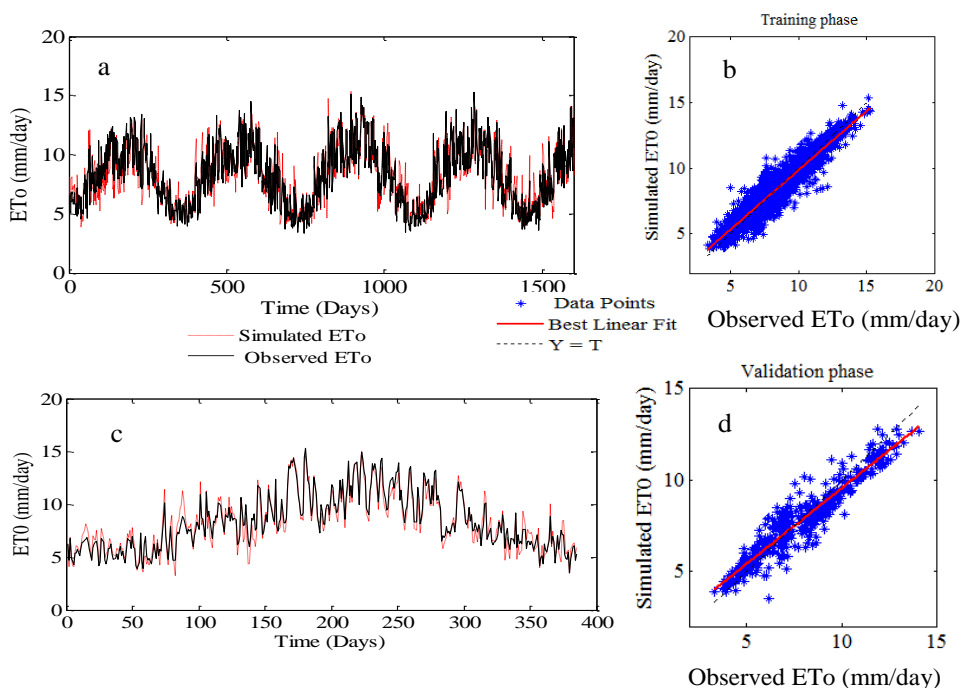 a
ETo (mm/day)
20
15
10
5
0
0
500
1000
1500
Time (Days)
Simulated ETo
Observed ETo
Training phase
b
Simulated ET0 (mm/day)
20
15
10
5
5
10
15
20
Observed ETo (mm/day)
Data Points
Best Linear Fit
Y = T
c
ET0 (mm/day)
20
15
10
5
0
0
50
100
150
200
250
300
350
400
Time (Days)
Validation phase
d
Simulated ET0 (mm/day)
15
10
5
5
10
15
Observed ETo (mm/day)